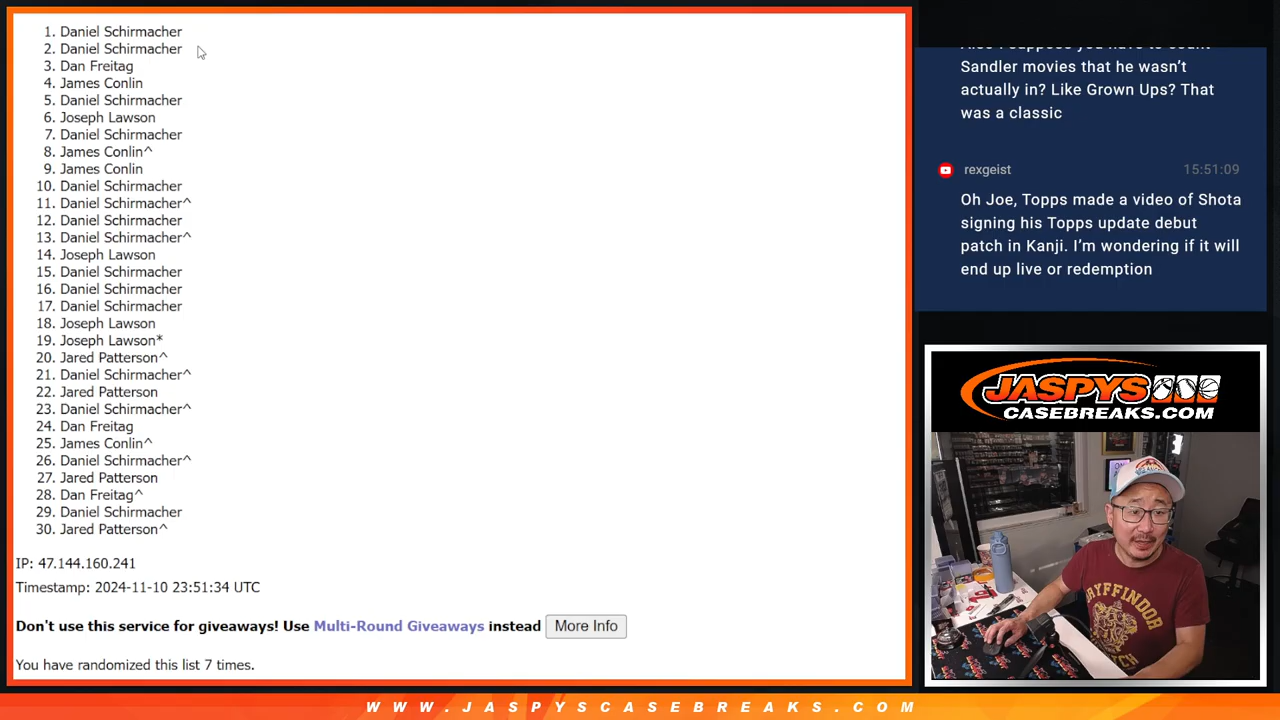 1. Daniel Schirmacher
2. Daniel Schirmacher
3. Dan Freitag
4. James Conlin
5. Daniel Schirmacher
6. Joseph Lawson
7. Daniel Schirmacher
8. James Conlin^
9. James Conlin
10. Daniel Schirmacher
11. Daniel Schirmacher^
12. Daniel Schirmacher
13. Daniel Schirmacher^
14. Joseph Lawson
15. Daniel Schirmacher
16. Daniel Schirmacher
17. Daniel Schirmacher
18. Joseph Lawson
19. Joseph Lawson*
20. Jared Patterson^
21. Daniel Schirmacher^
22. Jared Patterson
23. Daniel Schirmacher^
24. Dan Freitag
25. James Conlin^
26. Daniel Schirmacher^
27. Jared Patterson
28. Dan Freitag^
29. Daniel Schirmacher
30. Jared Patterson^
IP: 47.144.160.241
Timestamp: 2024-11-10 23:51:34 UTC
Don't use this service for giveaways! Use Multi-Round Giveaways instead More Info
You have randomized this list 7 times.
Also I suppose you have to count
Sandler movies that he wasn't
actually in? Like Grown Ups? That
was a classic
rexgeist 15:51:09
Oh Joe, Topps made a video of Shota
signing his Topps update debut
patch in Kanji. I'm wondering if it will
end up live or redemption
JASPYS
CASEBREAKS.COM
GRYFFINDOR
WWW.JASPYSCASEBREAKS.COM